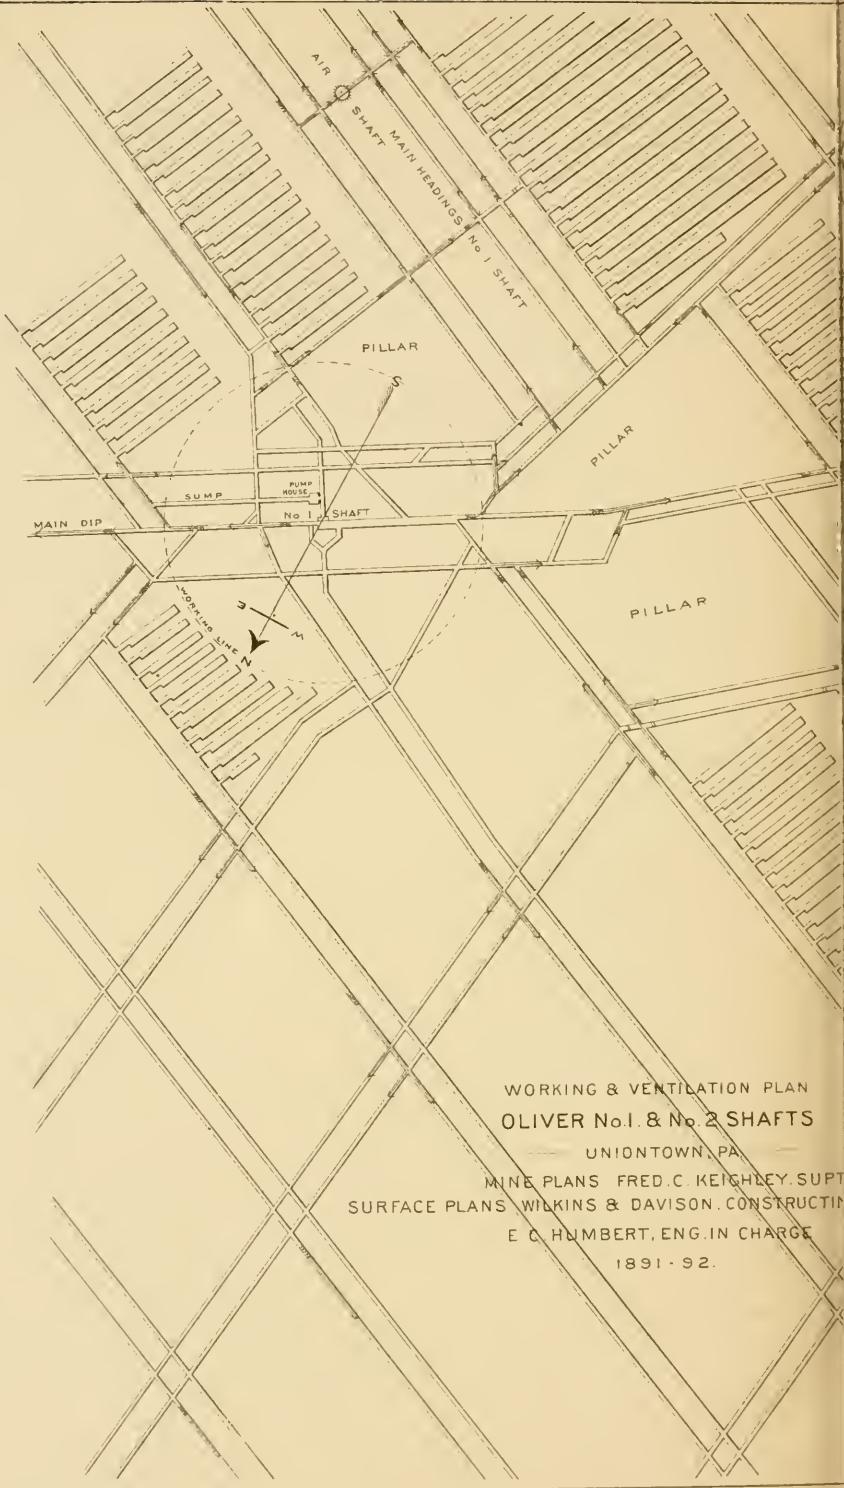 AIR
SHAFT
MAIN HEADINGS No 1 SHAFT
PILLAR
S
PILLAR
PUMP
HOUSE
SUMP
No 1 SHAFT
MAIN DIP
PILLAR
WORKING LINE
E
W
N
WORKING & VENTILATION PLAN
OLIVER No.1. & No.2 SHAFTS
UNIONTOWN, PA.
MINE PLANS FRED. C. KEIGHLEY. SUPT
SURFACE PLANS WILKINS & DAVISON. CONSTRUCTIN
E C. HUMBERT, ENG. IN CHARGE
1891-92.